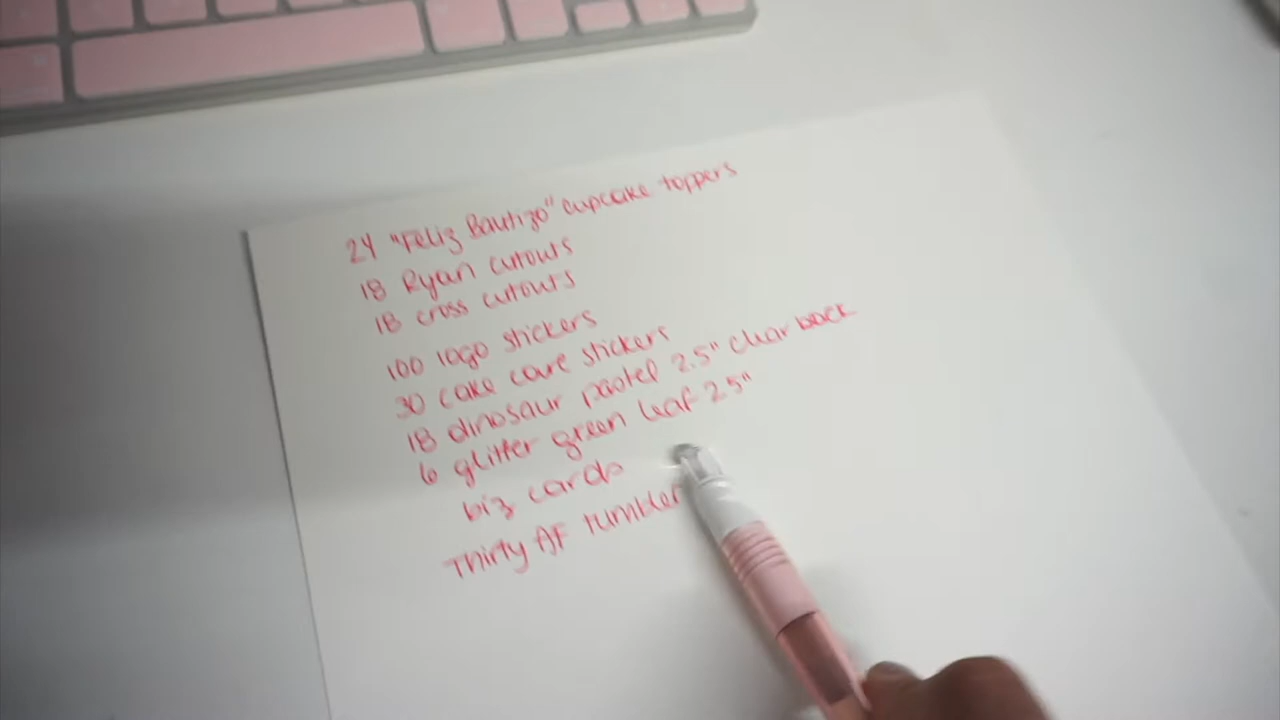 24 "Feliz Bautizo" cupcake toppers
18 Ryan cutouts
18 cross cutouts
100 logo stickers
30 cake care stickers
18 dinosaur pastel 2.5" char back
6 glitter green leaf 2.5"
biz cards
Thirty AF tumbler